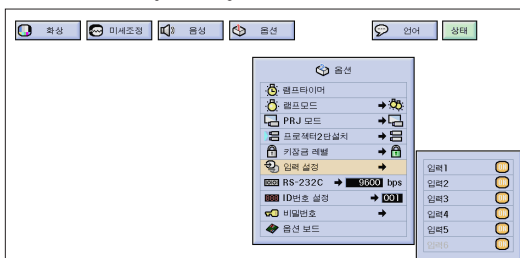 화상 미세조정 음성 옵션 언어 상태
옵션
램프타이머
램프모드
PRJ 모드
프로젝터2단설치
키잠금 레벨
입력 설정
RS-232C 9600 bps
ID번호 설정 001
비밀번호
옵션 보드
입력1
입력2
입력3
입력4
입력5
입력6